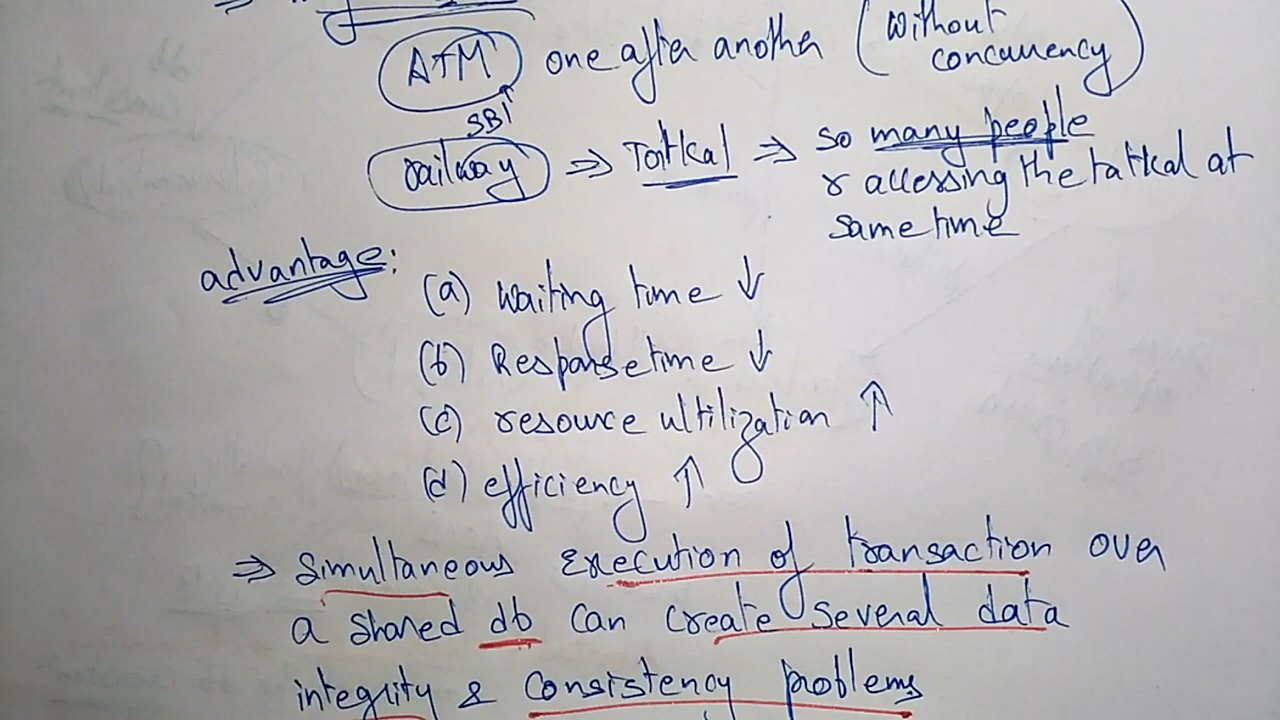 ⇒
ATM one after another (without concurrency)
SBI
railway ⇒ Tatkal ⇒ so many people
r accessing the tatkal at
same time
advantage:
(a) waiting time ↓
(b) Response time ↓
(c) resource ultilization ↑
(d) efficiency ↑
⇒ Simultaneous Execution of transaction over
a shared db can create several data
integrity & consistency problems